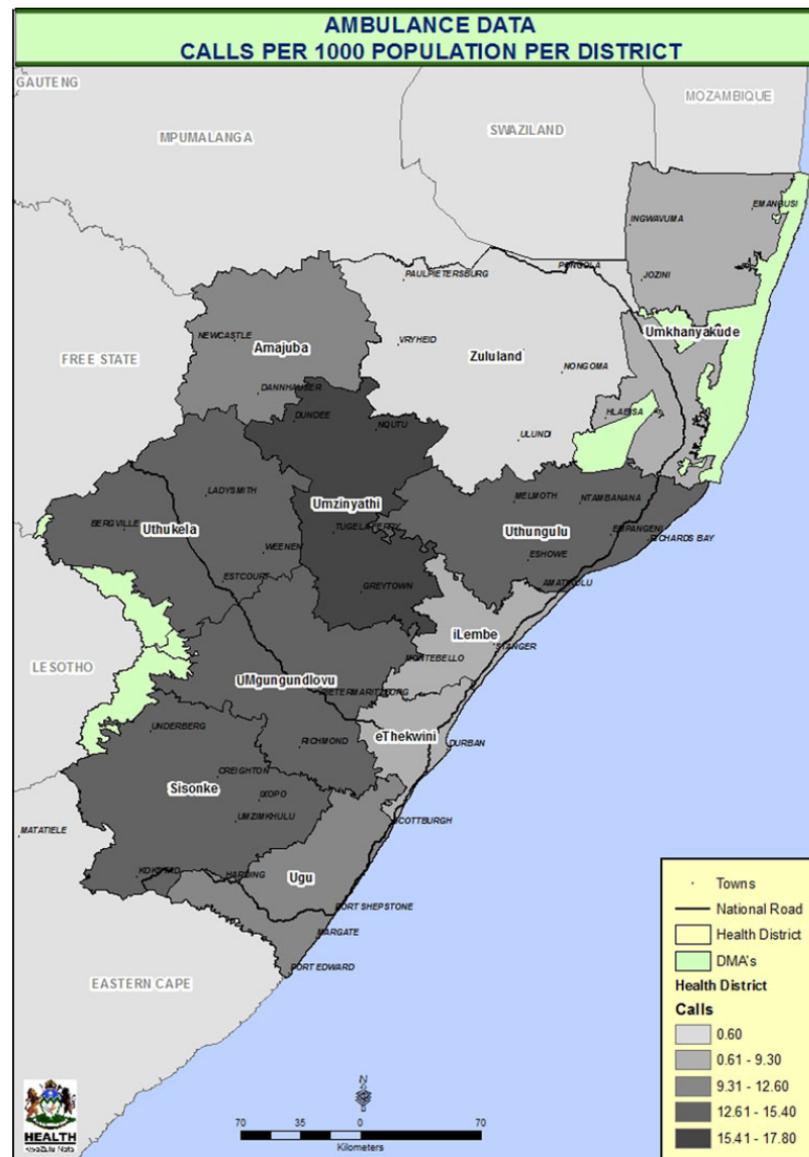 AMBULANCE DATA
CALLS PER 1000 POPULATION PER DISTRICT
GAUTENG
MOZAMBIQUE
SWAZILAND
MPUMALANGA
EMANGUSI
INGWAVUMA
PONGOLA
JOZINI
PAULPIETERSBURG
Umkhanyakude
NEWCASTLE
VRYHEID
Amajuba
Zululand
FREE STATE
NONGOMA
DANNHAUSER
HLABISA
DUNDEE
NQUTU
ULUNDI
LADYSMITH
MELMOTH
NTAMBANANA
Umzinyathi
BERGVILLE
Uthukela
TUGELA FERRY
Uthungulu
EMPANGENI
RICHARDS BAY
WEENEN
ESHOWE
ESTCOURT
GREYTOWN
AMATIKULU
iLembe
STANGER
LESOTHO
MONTEBELLO
UMgungundlovu
PIETERMARITZBURG
UNDERBERG
eThekwini
RICHMOND
DURBAN
CREIGHTON
Sisonke
IXOPO
UMZIMKHULU
SCOTTBURGH
MATATIELE
KOKSTAD
HARDING
Ugu
PORT SHEPSTONE
MARGATE
PORT EDWARD
EASTERN CAPE
Towns
National Road
Health District
DMA's
Health District
Calls
0.60
0.61 - 9.30
9.31 - 12.60
12.61 - 15.40
15.41 - 17.80
N
70 35 0 70
Kilometers
HEALTH
KwaZulu Natal